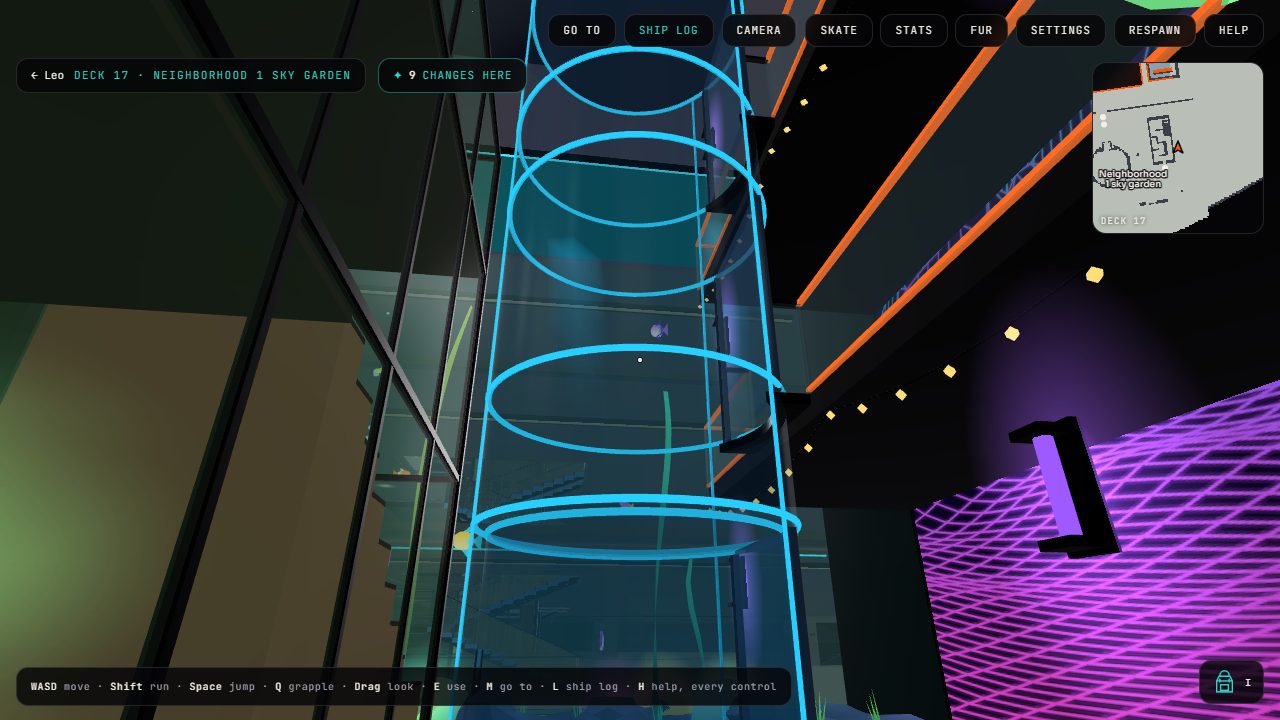 GO TO
SHIP LOG
CAMERA
SKATE
STATS
FUR
SETTINGS
RESPAWN
HELP
← Leo DECK 17 · NEIGHBORHOOD 1 SKY GARDEN
✦ 9 CHANGES HERE
Neighborhood
1 sky garden
DECK 17
WASD move · Shift run · Space jump · Q grapple · Drag look · E use · M go to · L ship log · H help, every control
I